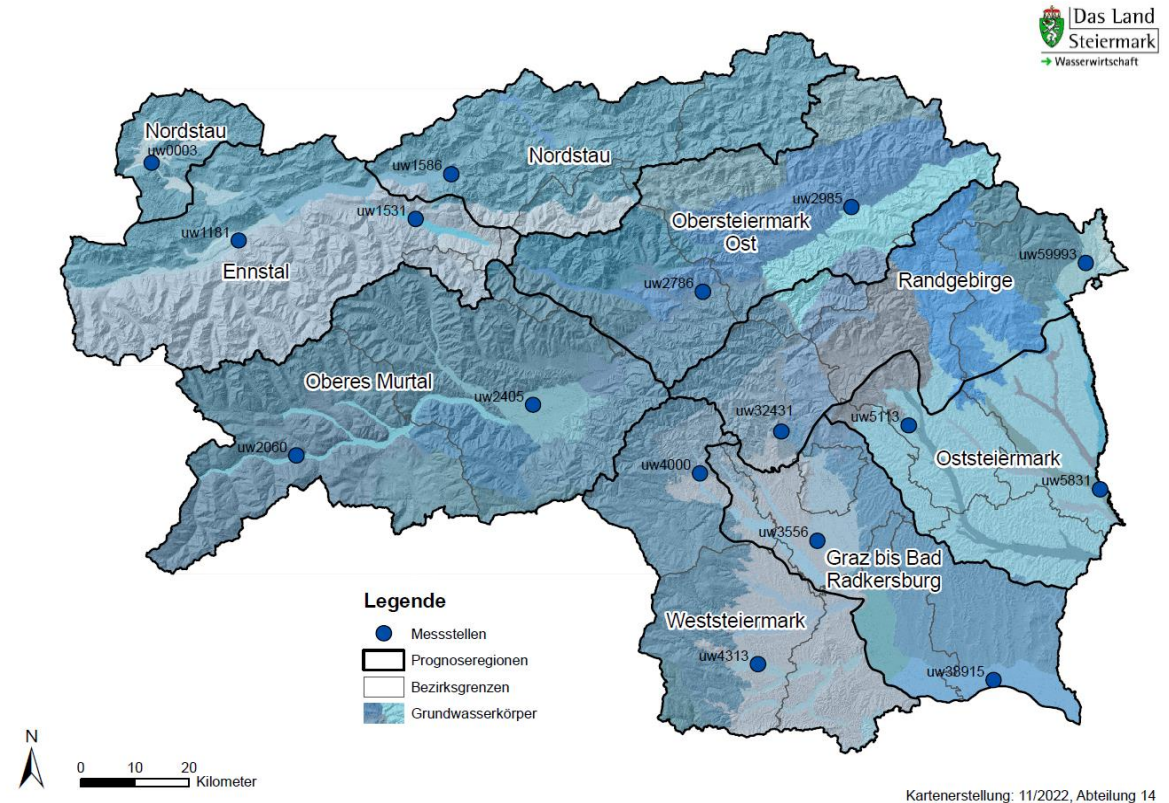 Das Land
Steiermark
→ Wasserwirtschaft
Nordstau
uw0003
uw1586
Nordstau
uw1531
uw2985
uw1181
Obersteiermark
Ost
uw59993
Ennstal
uw2786
Randgebirge
Oberes Murtal
uw2405
uw32431
uw5113
uw2060
uw4000
Oststeiermark
uw5831
uw3556
Graz bis Bad
Radkersburg
Weststeiermark
uw4313
uw38915
Legende
Messstellen
Prognoseregionen
Bezirksgrenzen
Grundwasserkörper
N
0 10 20
Kilometer
Kartenerstellung: 11/2022, Abteilung 14